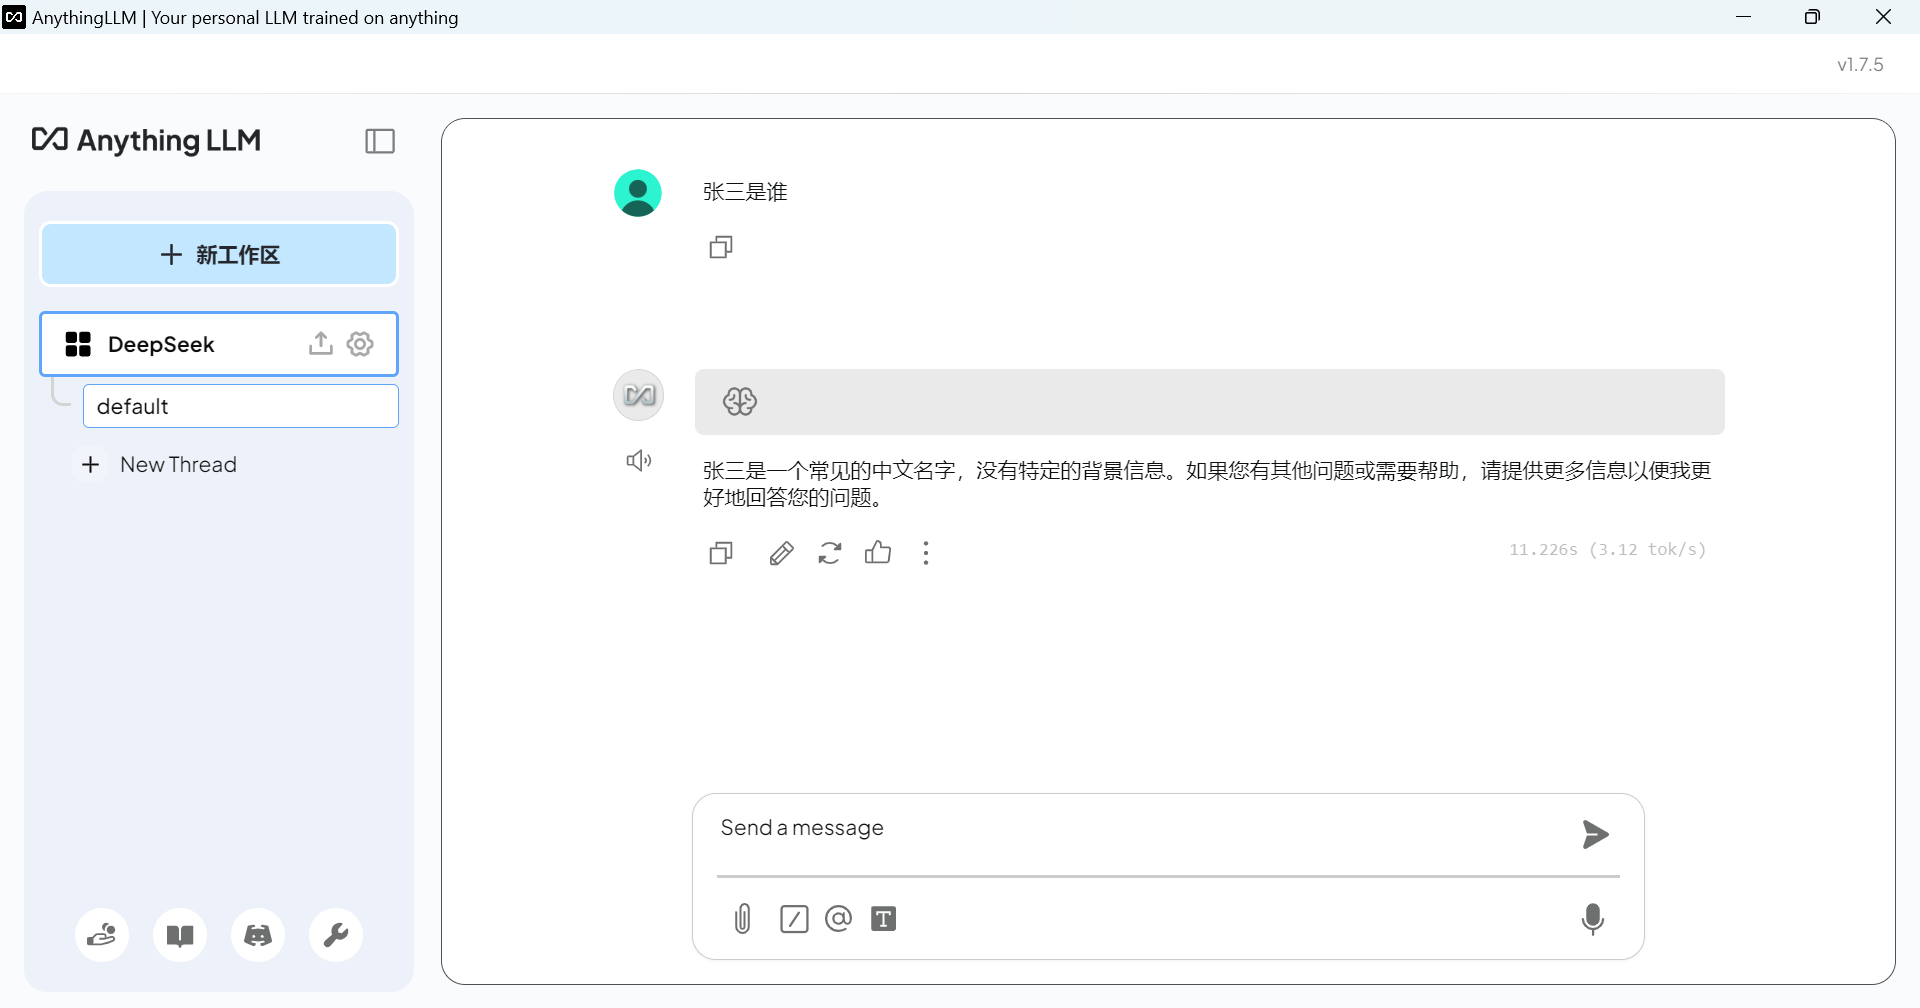 AnythingLLM | Your personal LLM trained on anything
v1.7.5
Anything LLM
新工作区
DeepSeek
default
New Thread
张三是谁
张三是一个常见的中文名字，没有特定的背景信息。如果您有其他问题或需要帮助，请提供更多信息以便我更
好地回答您的问题。
11.226s (3.12 tok/s)
Send a message